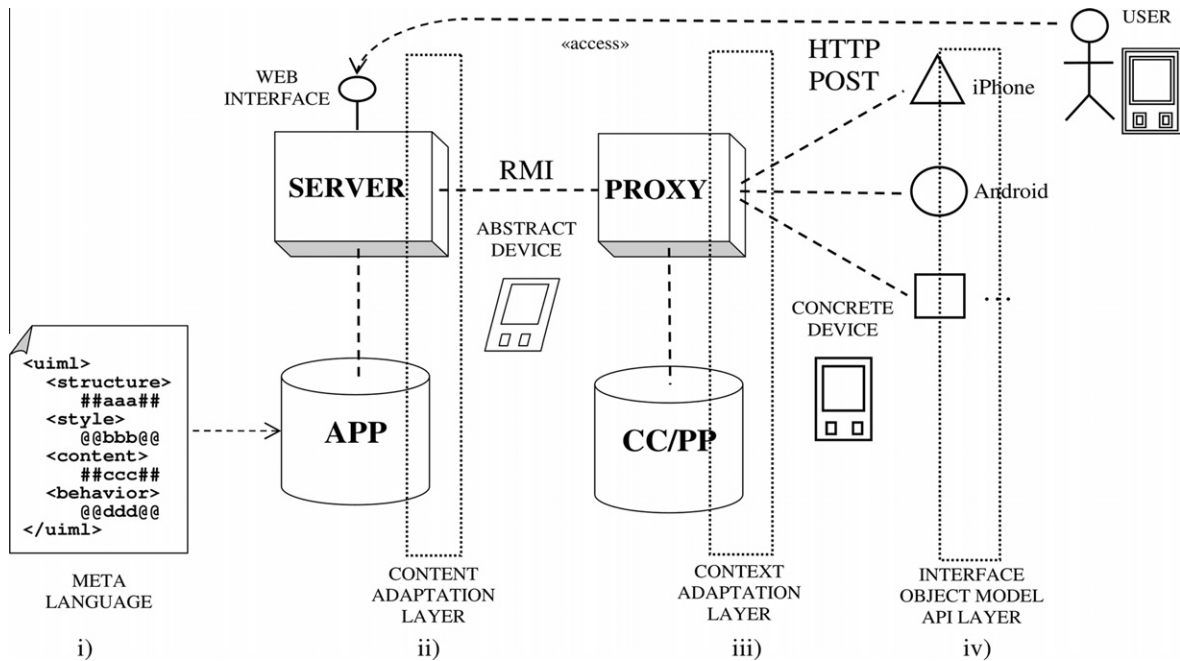 USER
«access»
HTTP
POST
WEB
INTERFACE
iPhone
SERVER
RMI
PROXY
Android
ABSTRACT
DEVICE
CONCRETE
DEVICE
...
<uiml>
<structure>
##aaa##
<style>
@@bbb@@
<content>
##ccc##
<behavior>
@@ddd@@
</uiml>
APP
CC/PP
META
LANGUAGE
CONTENT
ADAPTATION
LAYER
CONTEXT
ADAPTATION
LAYER
INTERFACE
OBJECT MODEL
API LAYER
i)
ii)
iii)
iv)